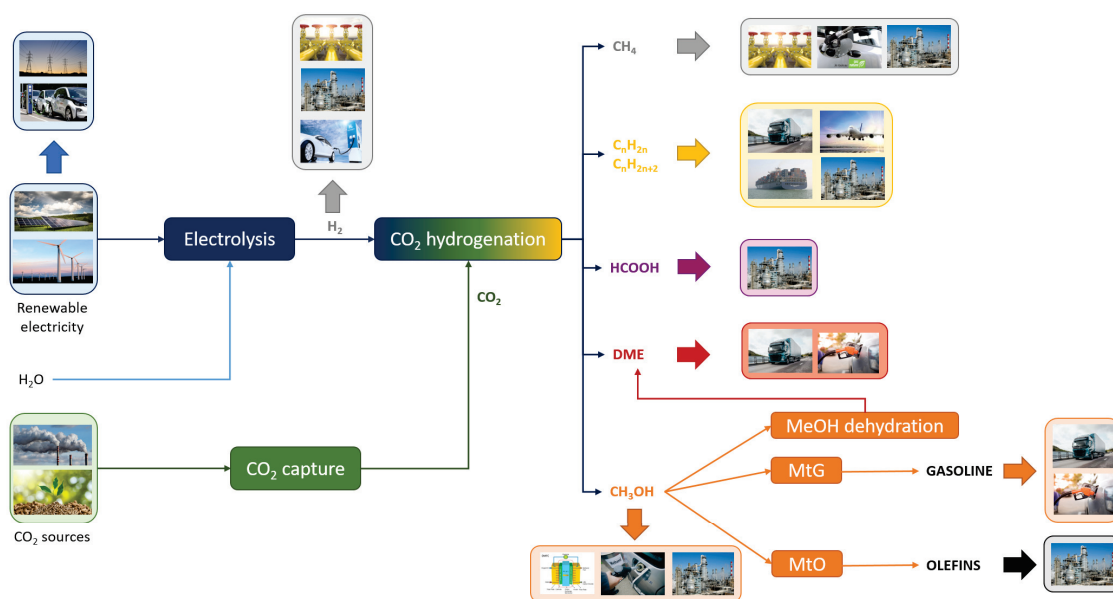 CH₄
CₙH₂ₙ
CₙH₂ₙ₊₂
H₂
Electrolysis
CO₂ hydrogenation
HCOOH
CO₂
Renewable
electricity
H₂O
DME
MeOH dehydration
CO₂ capture
MtG
GASOLINE
CH₃OH
CO₂ sources
MtO
OLEFINS